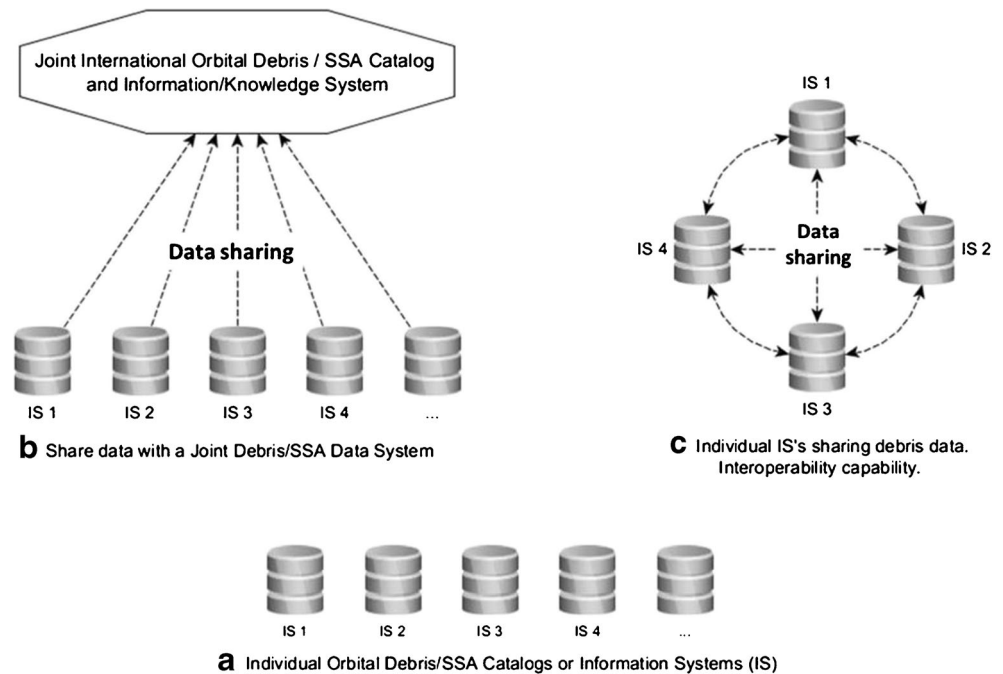 Joint International Orbital Debris / SSA Catalog
and Information/Knowledge System
Data sharing
IS 1
IS 2
IS 3
IS 4
...
b Share data with a Joint Debris/SSA Data System
IS 1
IS 4
Data
sharing
IS 2
IS 3
c Individual IS's sharing debris data.
Interoperability capability.
IS 1
IS 2
IS 3
IS 4
...
a Individual Orbital Debris/SSA Catalogs or Information Systems (IS)